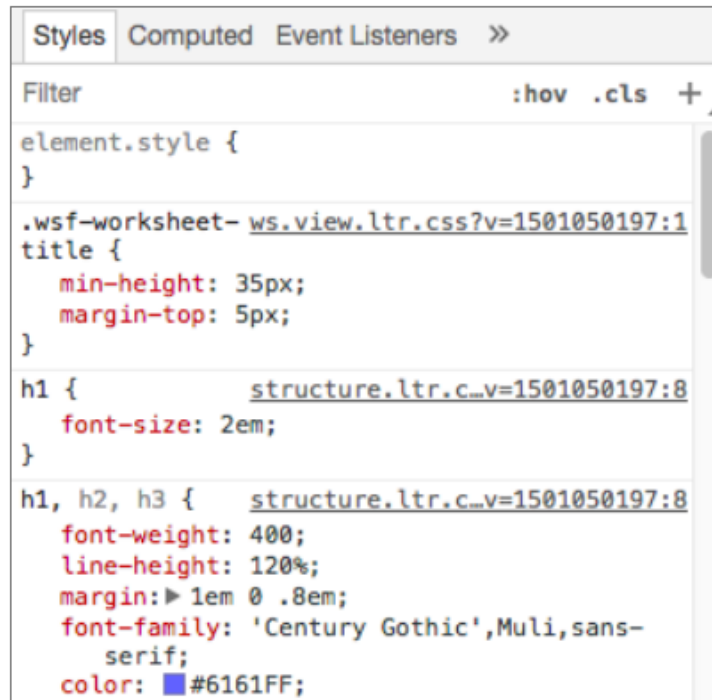 Styles Computed Event Listeners »
Filter :hov .cls +
element.style {
}
.wsf-worksheet- ws.view.ltr.css?v=1501050197:1
title {
min-height: 35px;
margin-top: 5px;
}
h1 { structure.ltr.c…v=1501050197:8
font-size: 2em;
}
h1, h2, h3 { structure.ltr.c…v=1501050197:8
font-weight: 400;
line-height: 120%;
margin:▶ 1em 0 .8em;
font-family: 'Century Gothic',Muli,sans-
serif;
color: #6161FF;